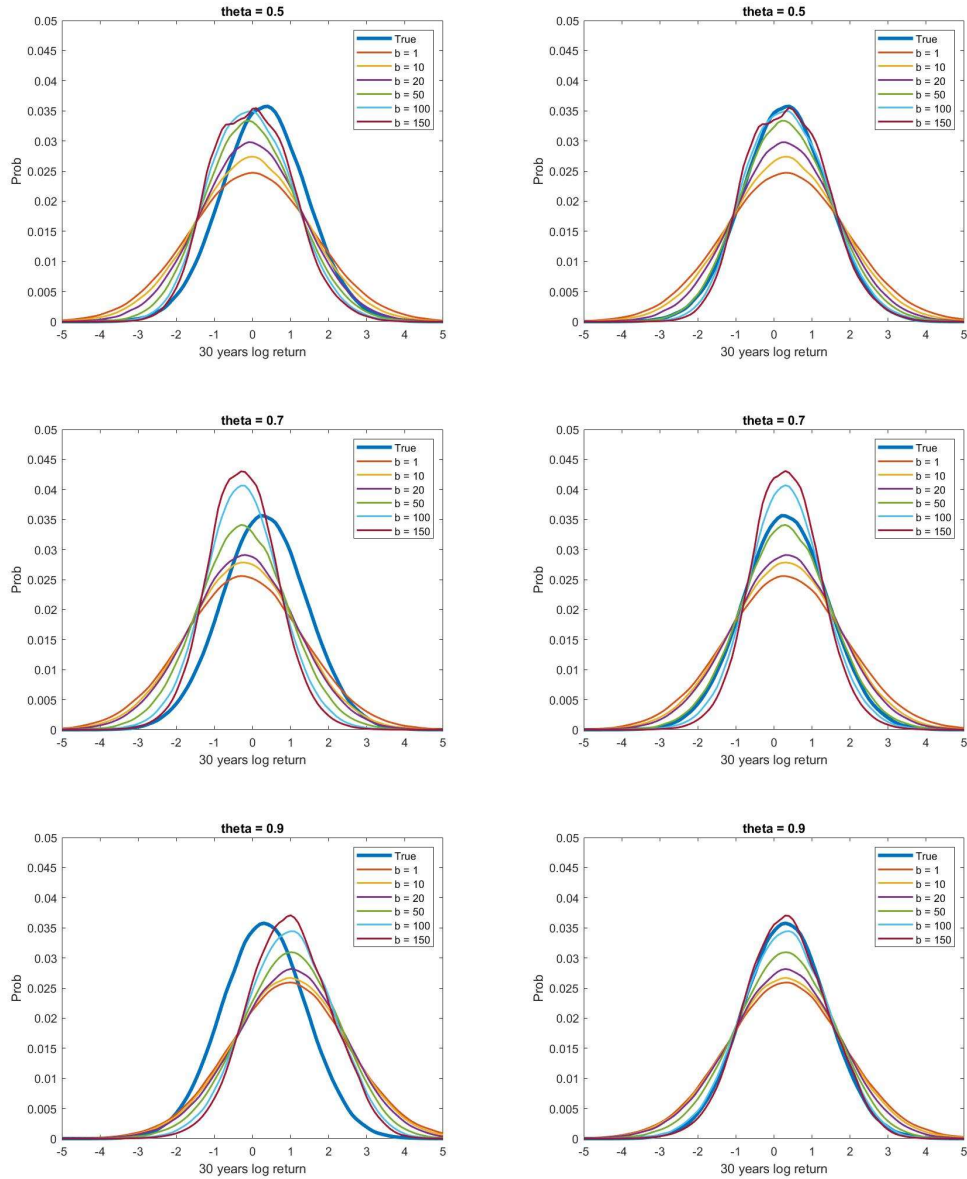 theta = 0.5
0.05
0.045
0.04
0.035
0.03
0.025
0.02
0.015
0.01
0.005
0
Prob
True
b = 1
b = 10
b = 20
b = 50
b = 100
b = 150
-5 -4 -3 -2 -1 0 1 2 3 4 5
30 years log return
theta = 0.5
0.05
0.045
0.04
0.035
0.03
0.025
0.02
0.015
0.01
0.005
0
Prob
True
b = 1
b = 10
b = 20
b = 50
b = 100
b = 150
-5 -4 -3 -2 -1 0 1 2 3 4 5
30 years log return
theta = 0.7
0.05
0.045
0.04
0.035
0.03
0.025
0.02
0.015
0.01
0.005
0
Prob
True
b = 1
b = 10
b = 20
b = 50
b = 100
b = 150
-5 -4 -3 -2 -1 0 1 2 3 4 5
30 years log return
theta = 0.7
0.05
0.045
0.04
0.035
0.03
0.025
0.02
0.015
0.01
0.005
0
Prob
True
b = 1
b = 10
b = 20
b = 50
b = 100
b = 150
-5 -4 -3 -2 -1 0 1 2 3 4 5
30 years log return
theta = 0.9
0.05
0.045
0.04
0.035
0.03
0.025
0.02
0.015
0.01
0.005
0
Prob
True
b = 1
b = 10
b = 20
b = 50
b = 100
b = 150
-5 -4 -3 -2 -1 0 1 2 3 4 5
30 years log return
theta = 0.9
0.05
0.045
0.04
0.035
0.03
0.025
0.02
0.015
0.01
0.005
0
Prob
True
b = 1
b = 10
b = 20
b = 50
b = 100
b = 150
-5 -4 -3 -2 -1 0 1 2 3 4 5
30 years log return